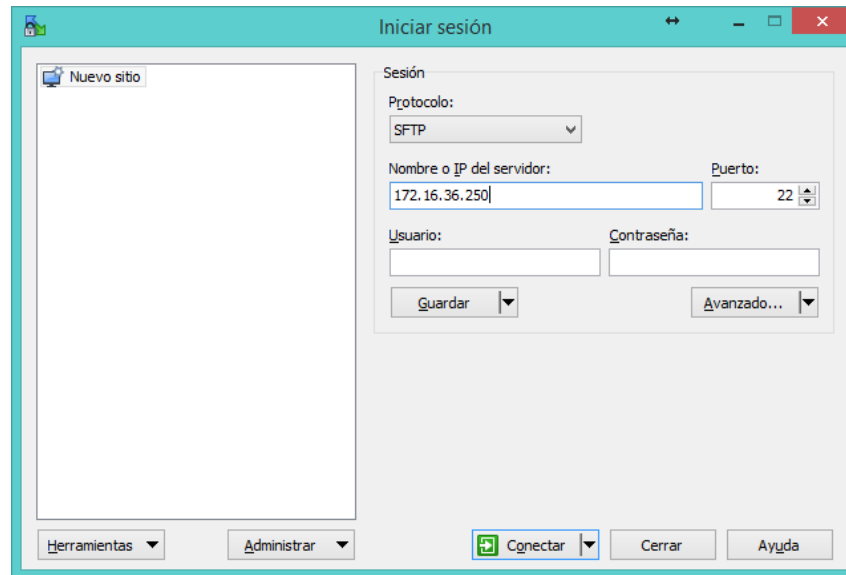 Iniciar sesión
Nuevo sitio
Sesión
Protocolo:
SFTP
Nombre o IP del servidor: Puerto:
172.16.36.250 22
Usuario: Contraseña:
Guardar Avanzado...
Herramientas Administrar Conectar Cerrar Ayuda